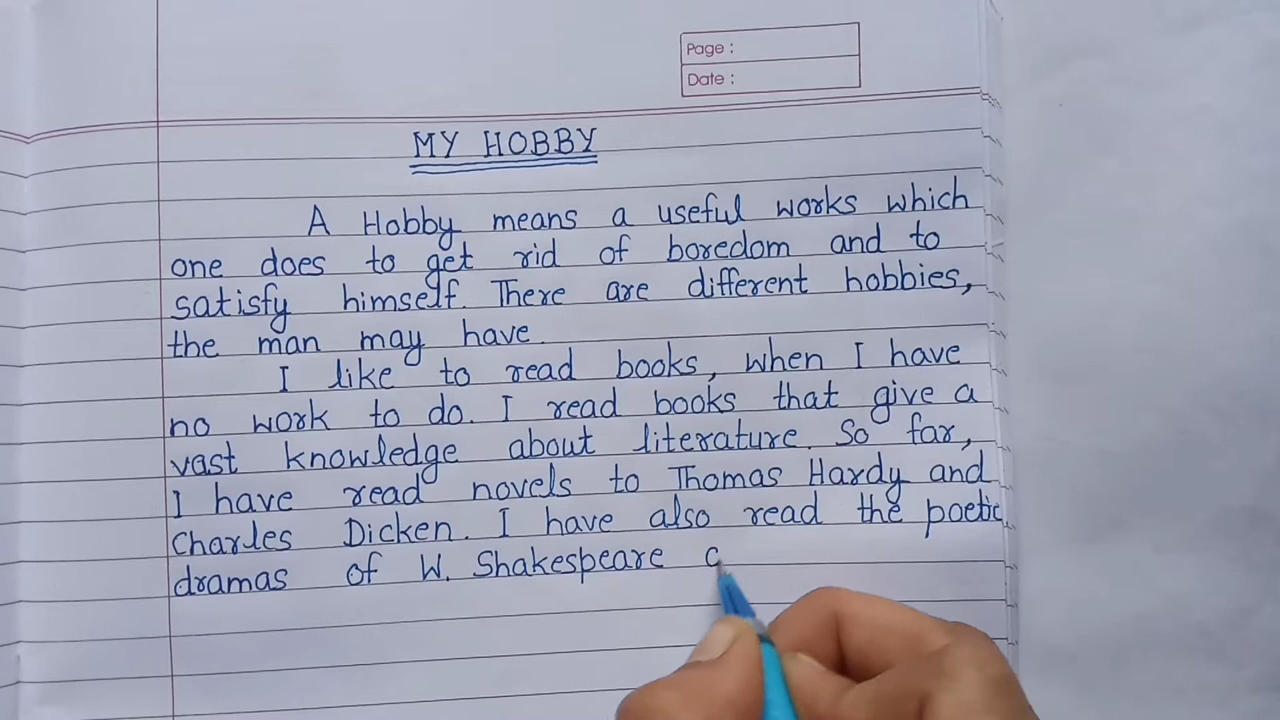 Page :
Date :
MY HOBBY
A Hobby means a useful works which
one does to get rid of boredom and to
satisfy himself. There are different hobbies,
the man may have.
I like to read books, when I have
no work to do. I read books that give a
vast knowledge about literature. So far,
I have read novels to Thomas Hardy and
Charles Dicken. I have also read the poetic
dramas of W. Shakespeare